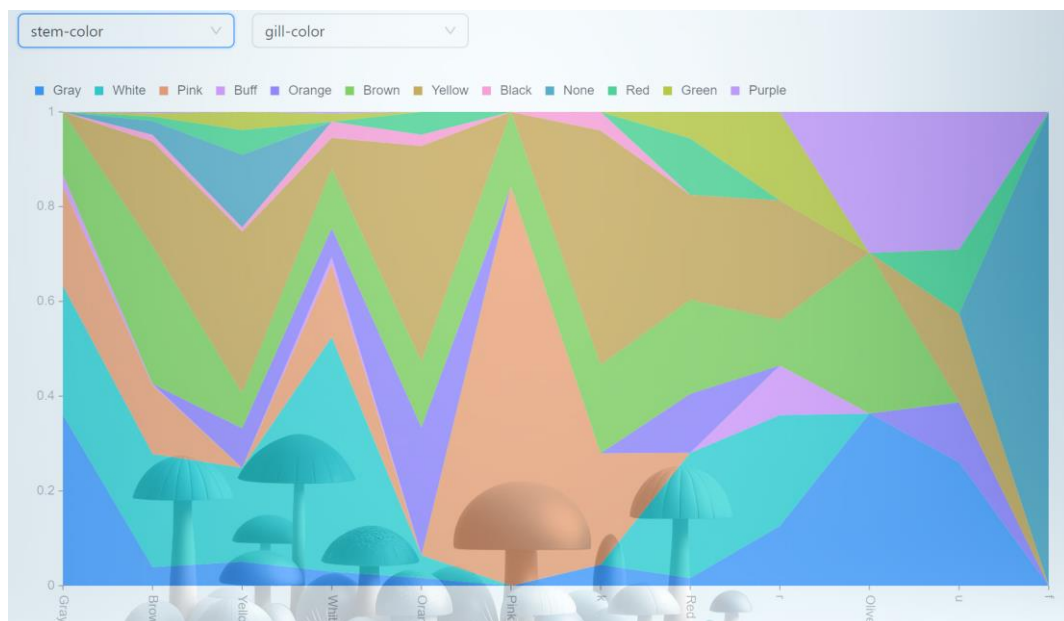 stem-color gill-color
Gray White Pink Buff Orange Brown Yellow Black None Red Green Purple
1
0.8
0.6
0.4
0.2
0
Gray Brow Yello Whit Oran Pink k Red r Olive u f